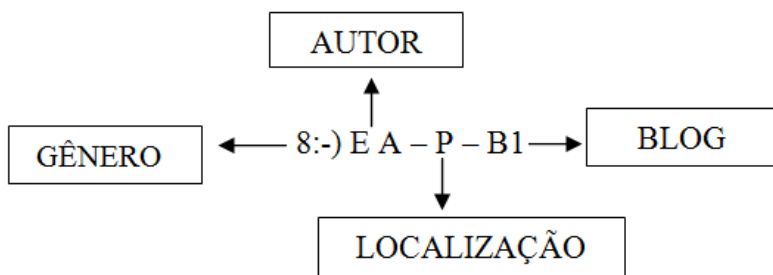 AUTOR
GÊNERO
8:-) E A – P – B1
BLOG
LOCALIZAÇÃO